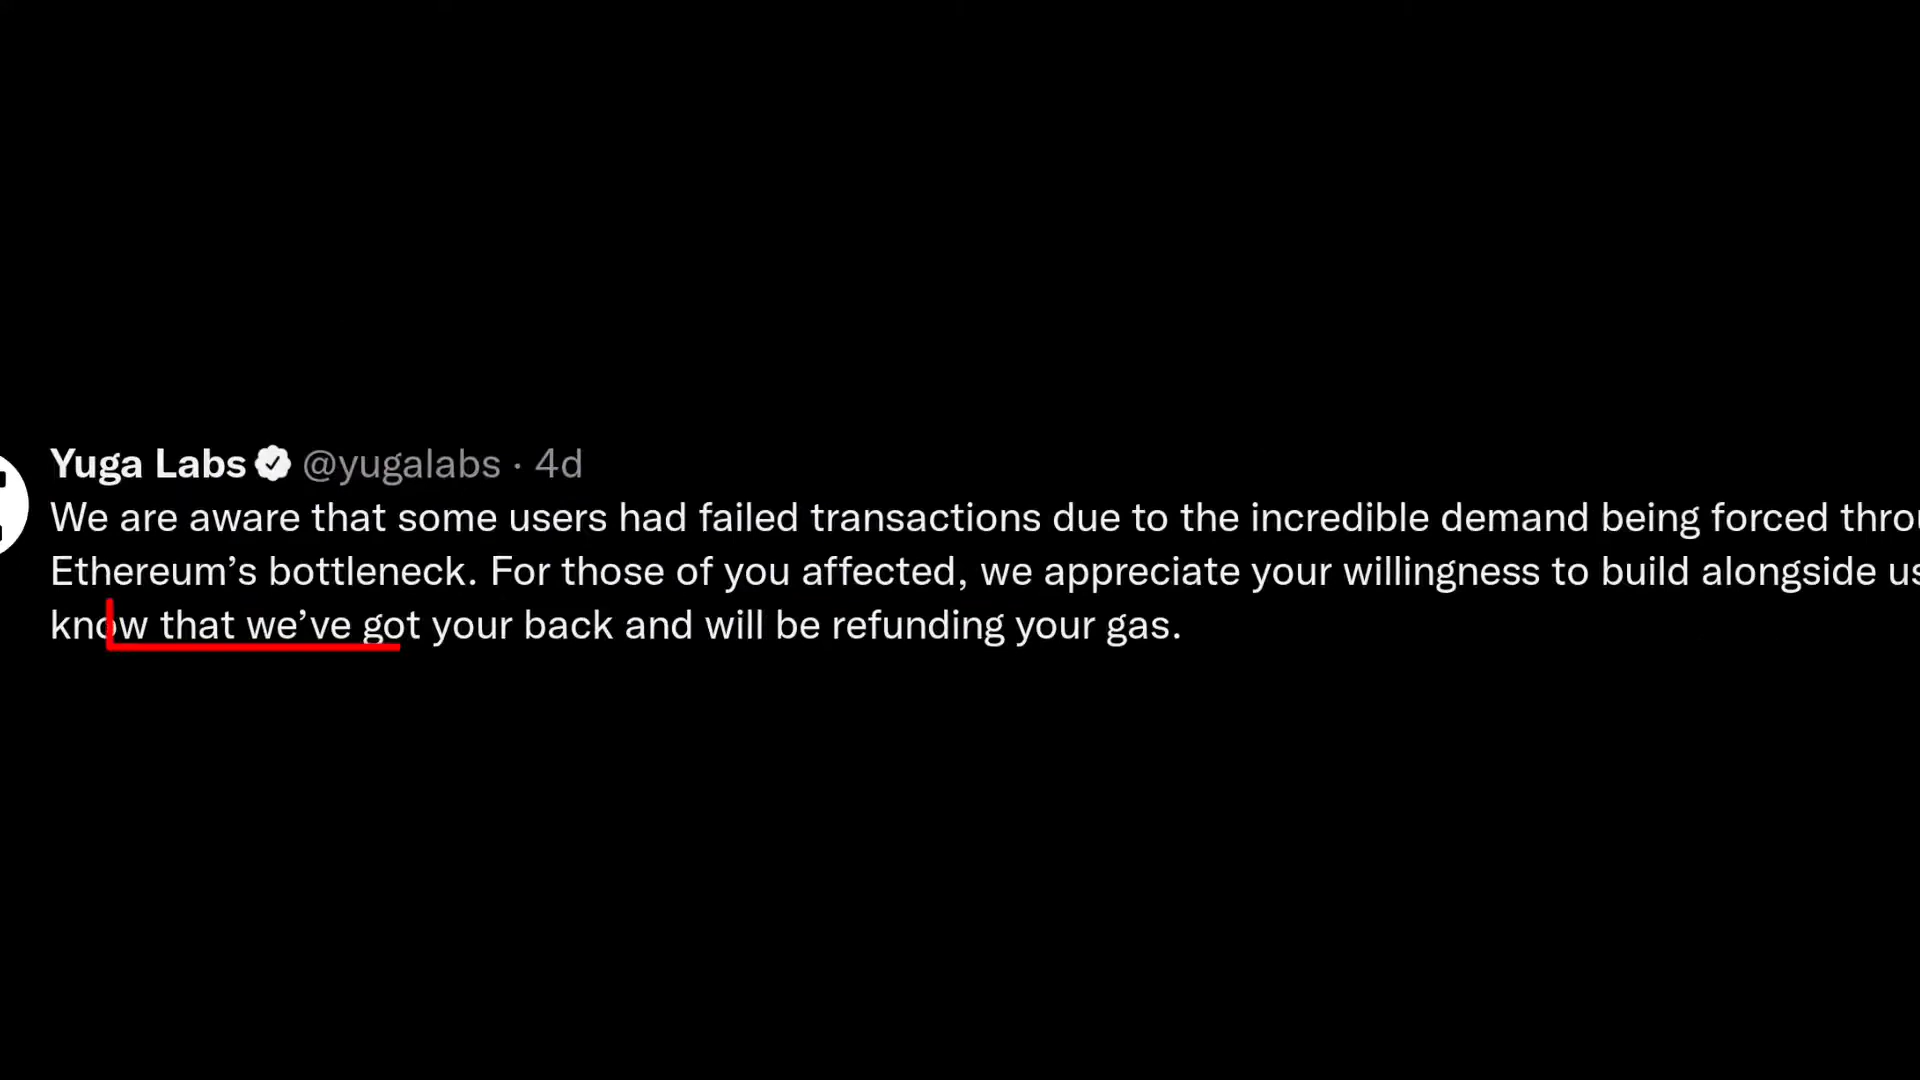 Yuga Labs @yugalabs · 4d
We are aware that some users had failed transactions due to the incredible demand being forced
Ethereum’s bottleneck. For those of you affected, we appreciate your willingness to build alongside us
know that we’ve got your back and will be refunding your gas.